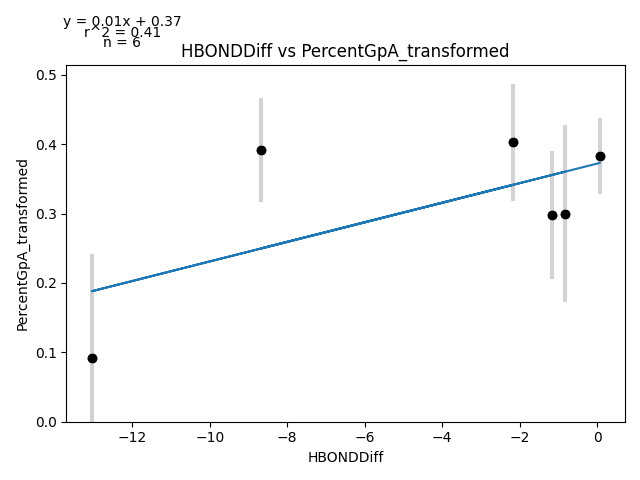 y = 0.01x + 0.37
r^2 = 0.41
n = 6
HBONDDiff vs PercentGpA_transformed
PercentGpA_transformed
0.5
0.4
0.3
0.2
0.1
0.0
−12
−10
−8
−6
−4
−2
0
HBONDDiff